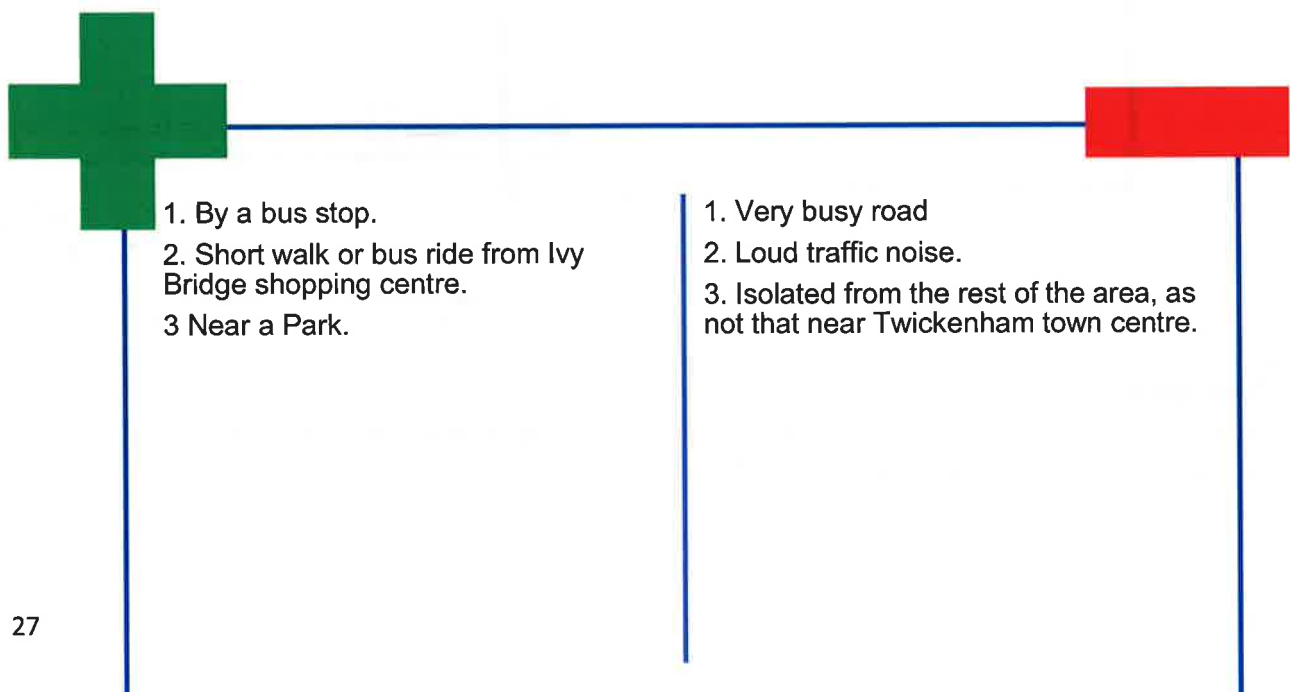 1. By a bus stop.
2. Short walk or bus ride from Ivy
Bridge shopping centre.
3 Near a Park.
1. Very busy road
2. Loud traffic noise.
3. Isolated from the rest of the area, as
not that near Twickenham town centre.
27